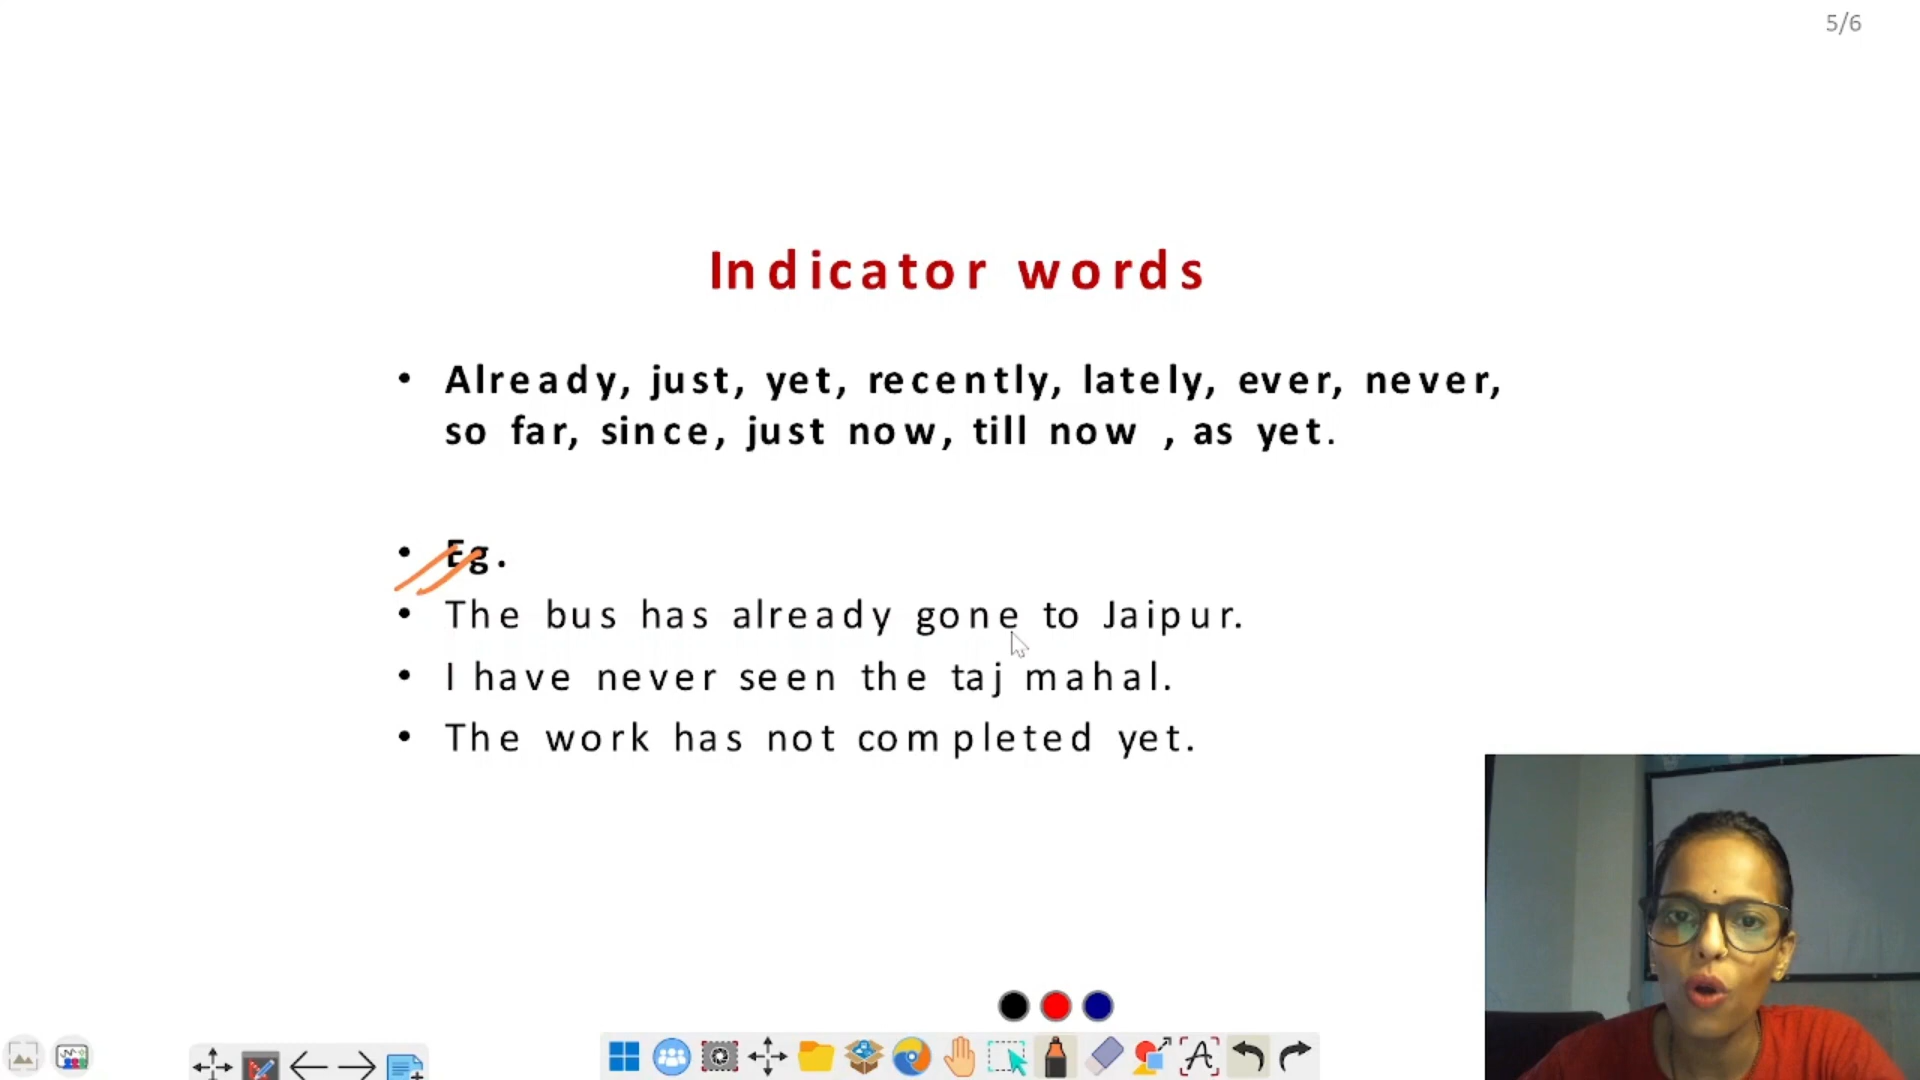 5/6
Indicator words
• Already, just, yet, recently, lately, ever, never,
so far, since, just now, till now , as yet.
• Eg.
• The bus has already gone to Jaipur.
• I have never seen the taj mahal.
• The work has not completed yet.